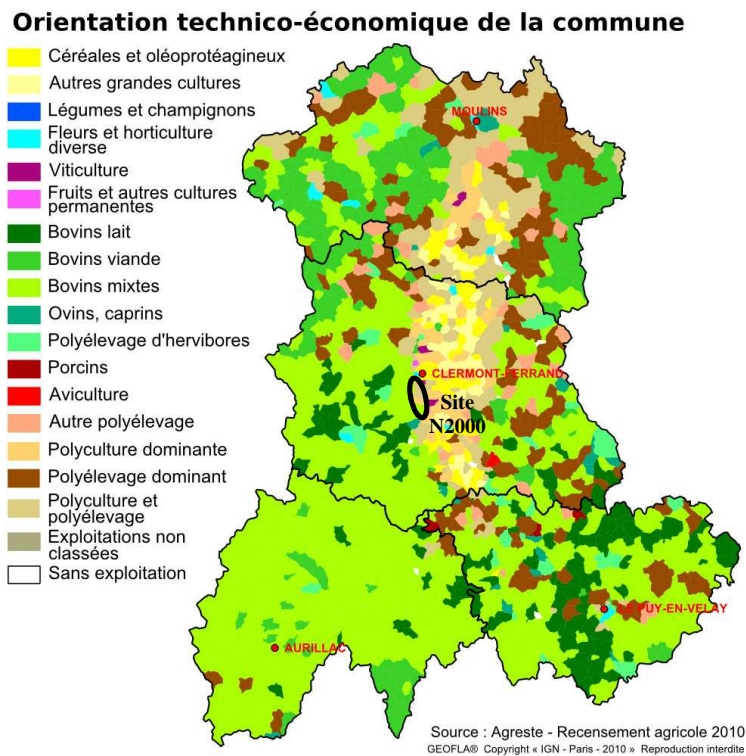 Orientation technico-économique de la commune
Céréales et oléoprotéagineux
Autres grandes cultures
Légumes et champignons
Fleurs et horticulture
diverse
Viticulture
Fruits et autres cultures
permanentes
Bovins lait
Bovins viande
Bovins mixtes
Ovins, caprins
Polyélevage d'hervibores
Porcins
Aviculture
Autre polyélevage
Polyculture dominante
Polyélevage dominant
Polyculture et
polyélevage
Exploitations non
classées
Sans exploitation
MOULINS
CLERMONT-FERRAND
Site
N2000
LE PUY-EN-VELAY
AURILLAC
Source : Agreste - Recensement agricole 2010
GEOFLA® Copyright « IGN - Paris - 2010 » Reproduction interdite